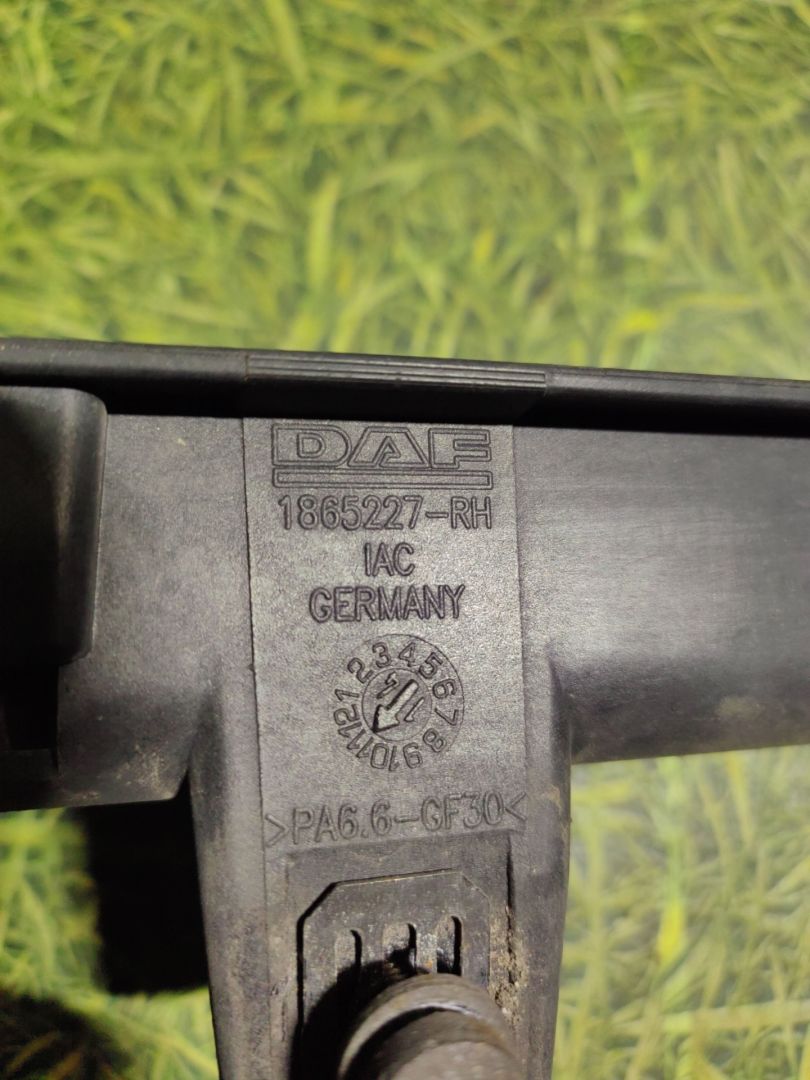 DAF
1865227-RH
IAC
GERMANY
1 2 3 4 5 6 7 8 9 10 11 12
14
>PA6.6-GF30<